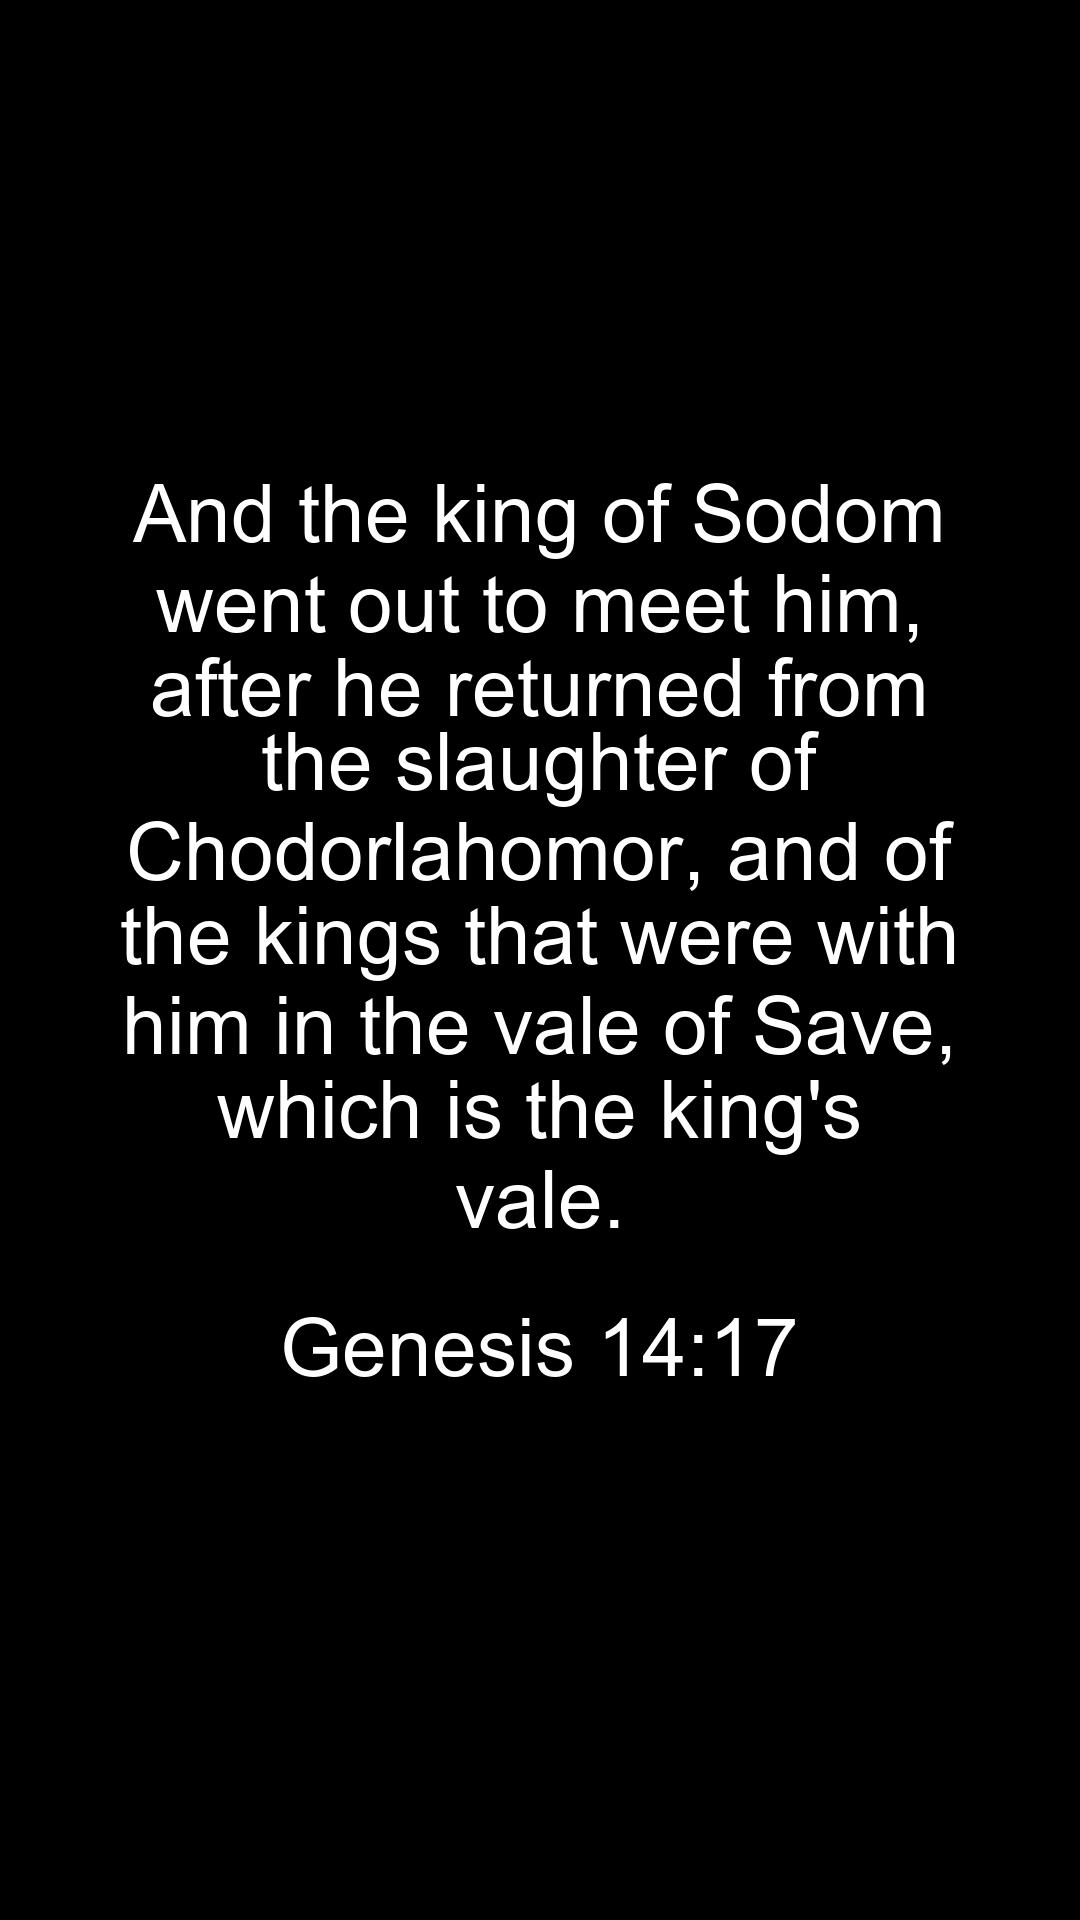 And the king of Sodom
went out to meet him,
after he returned from
the slaughter of
Chodorlahomor, and of
the kings that were with
him in the vale of Save,
which is the king's
vale.
Genesis 14:17